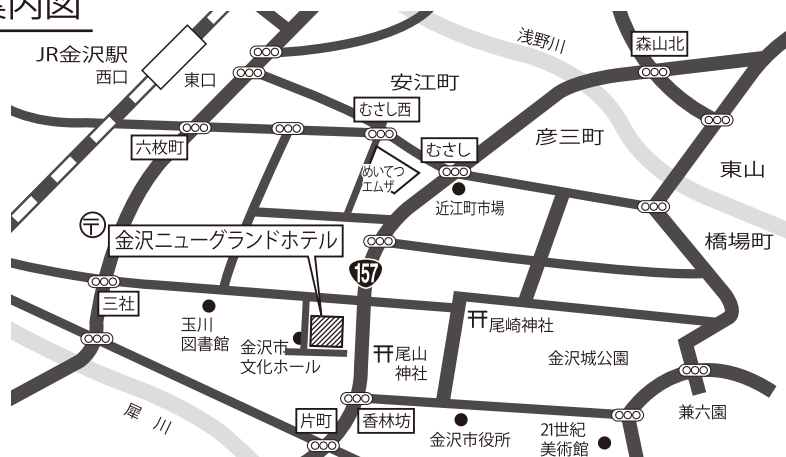 案内図
JR金沢駅
西口
東口
浅野川
森山北
安江町
むさし西
六枚町
むさし
彦三町
めいてつ
エムザ
東山
近江町市場
橋場町
〒
金沢ニューグランドホテル
157
三社
玉川
図書館
金沢市
文化ホール
尾山
神社
尾崎神社
金沢城公園
犀川
片町
香林坊
金沢市役所
21世紀
美術館
兼六園